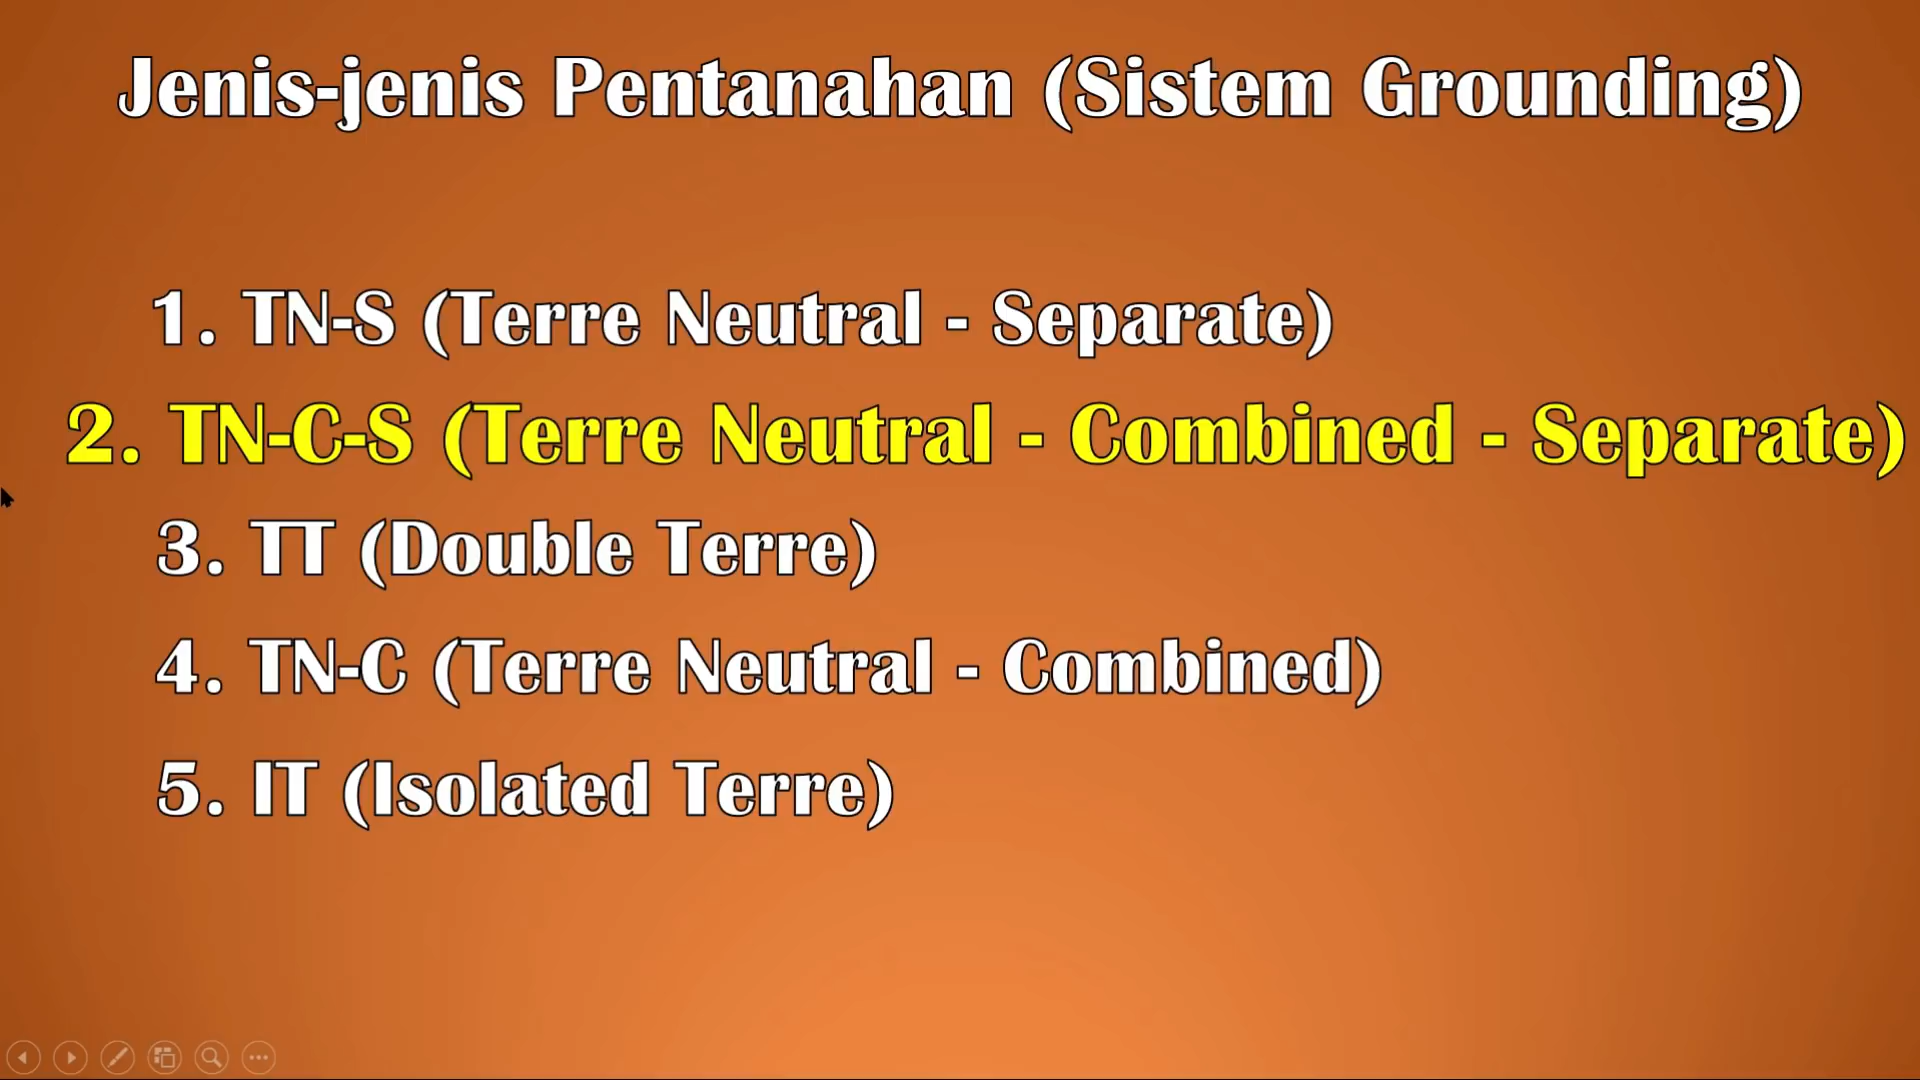 Jenis-jenis Pentanahan (Sistem Grounding)
1. TN-S (Terre Neutral - Separate)
2. TN-C-S (Terre Neutral - Combined - Separate)
3. TT (Double Terre)
4. TN-C (Terre Neutral - Combined)
5. IT (Isolated Terre)